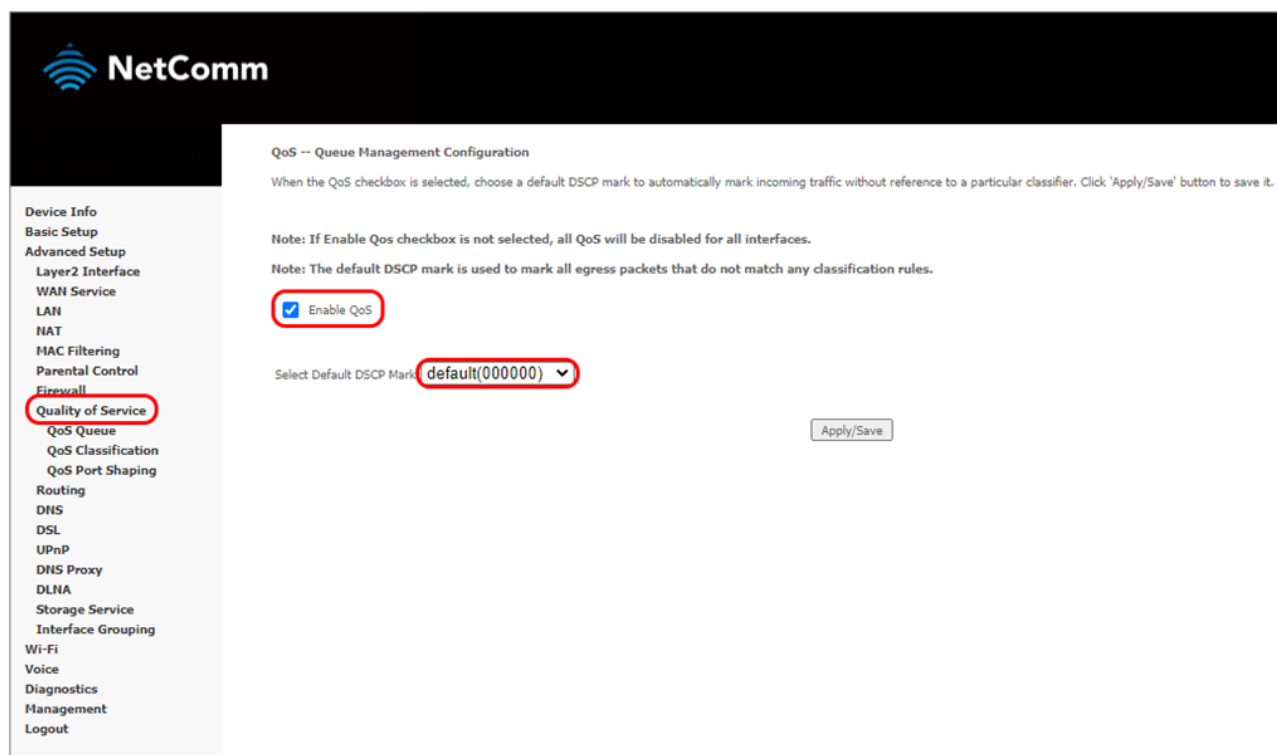 NetComm
QoS -- Queue Management Configuration
When the QoS checkbox is selected, choose a default DSCP mark to automatically mark incoming traffic without reference to a particular classifier. Click 'Apply/Save' button to save it.
Note: If Enable Qos checkbox is not selected, all QoS will be disabled for all interfaces.
Note: The default DSCP mark is used to mark all egress packets that do not match any classification rules.
Enable QoS
Select Default DSCP Mark default(000000)
Apply/Save
Device Info
Basic Setup
Advanced Setup
Layer2 Interface
WAN Service
LAN
NAT
MAC Filtering
Parental Control
Firewall
Quality of Service
QoS Queue
QoS Classification
QoS Port Shaping
Routing
DNS
DSL
UPnP
DNS Proxy
DLNA
Storage Service
Interface Grouping
Wi-Fi
Voice
Diagnostics
Management
Logout